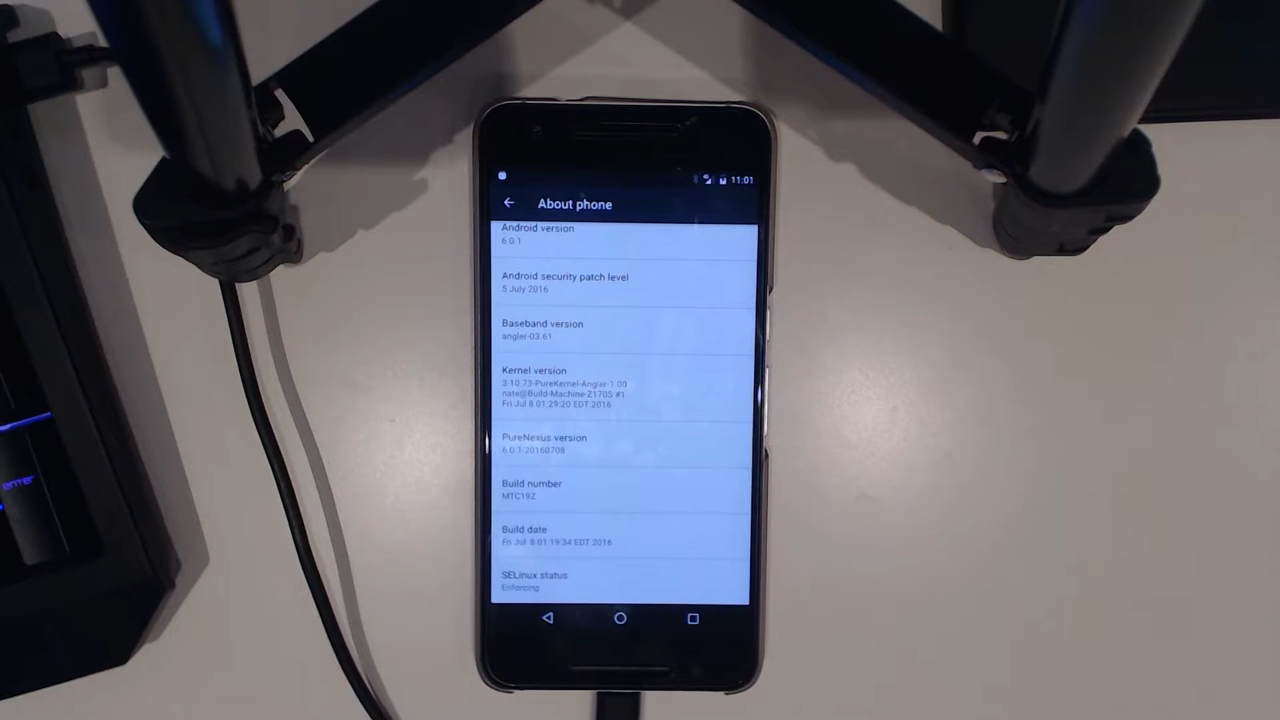 11:01
About phone
Android version
6.0.1
Android security patch level
5 July 2016
Baseband version
angler-03.61
Kernel version
3.10.73-PureKernel-Angler-1.00
nate@Build-Machine-Z170S #1
Fri Jul 8 01:29:20 EDT 2016
PureNexus version
6.0.1-20160708
Build number
MTC19Z
Build date
Fri Jul 8 01:19:34 EDT 2016
SELinux status
Enforcing
enter